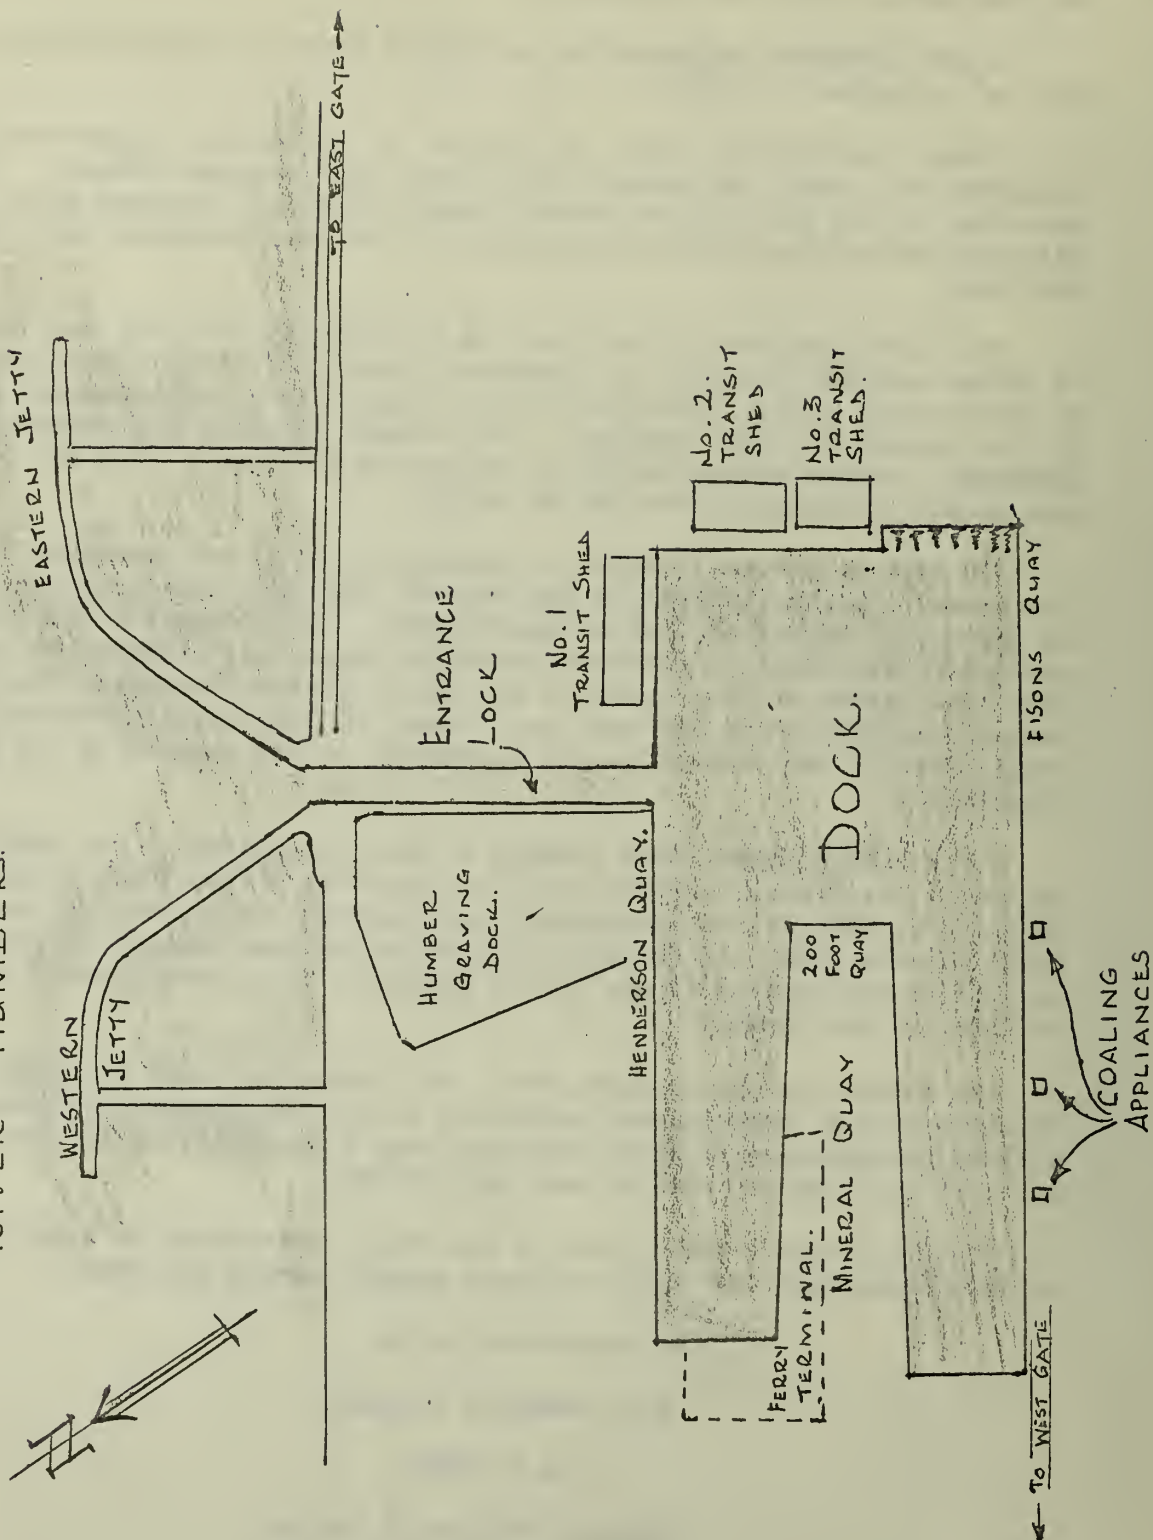 RIVER HUMBER.
N
WESTERN
JETTY
EASTERN JETTY
TO EAST GATE
HUMBER
GRAVING
DOCK.
ENTRANCE
LOCK
No. 1
TRANSIT SHED
No. 2.
TRANSIT
SHED
No. 3
TRANSIT
SHED.
HENDERSON QUAY.
DOCK.
200
FOOT
QUAY
FERRY
TERMINAL.
MINERAL QUAY
FISONS QUAY
COALING
APPLIANCES
TO WEST GATE